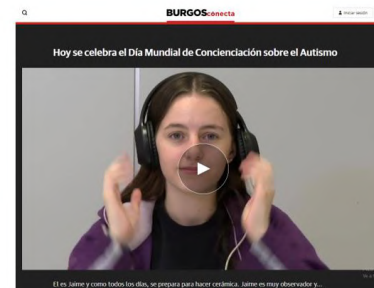 BURGOSconecta
Iniciar sesión
Hoy se celebra el Día Mundial de Concienciación sobre el Autismo
El es Jaime y como todos los días, se prepara para hacer cerámica. Jaime es muy observador y...